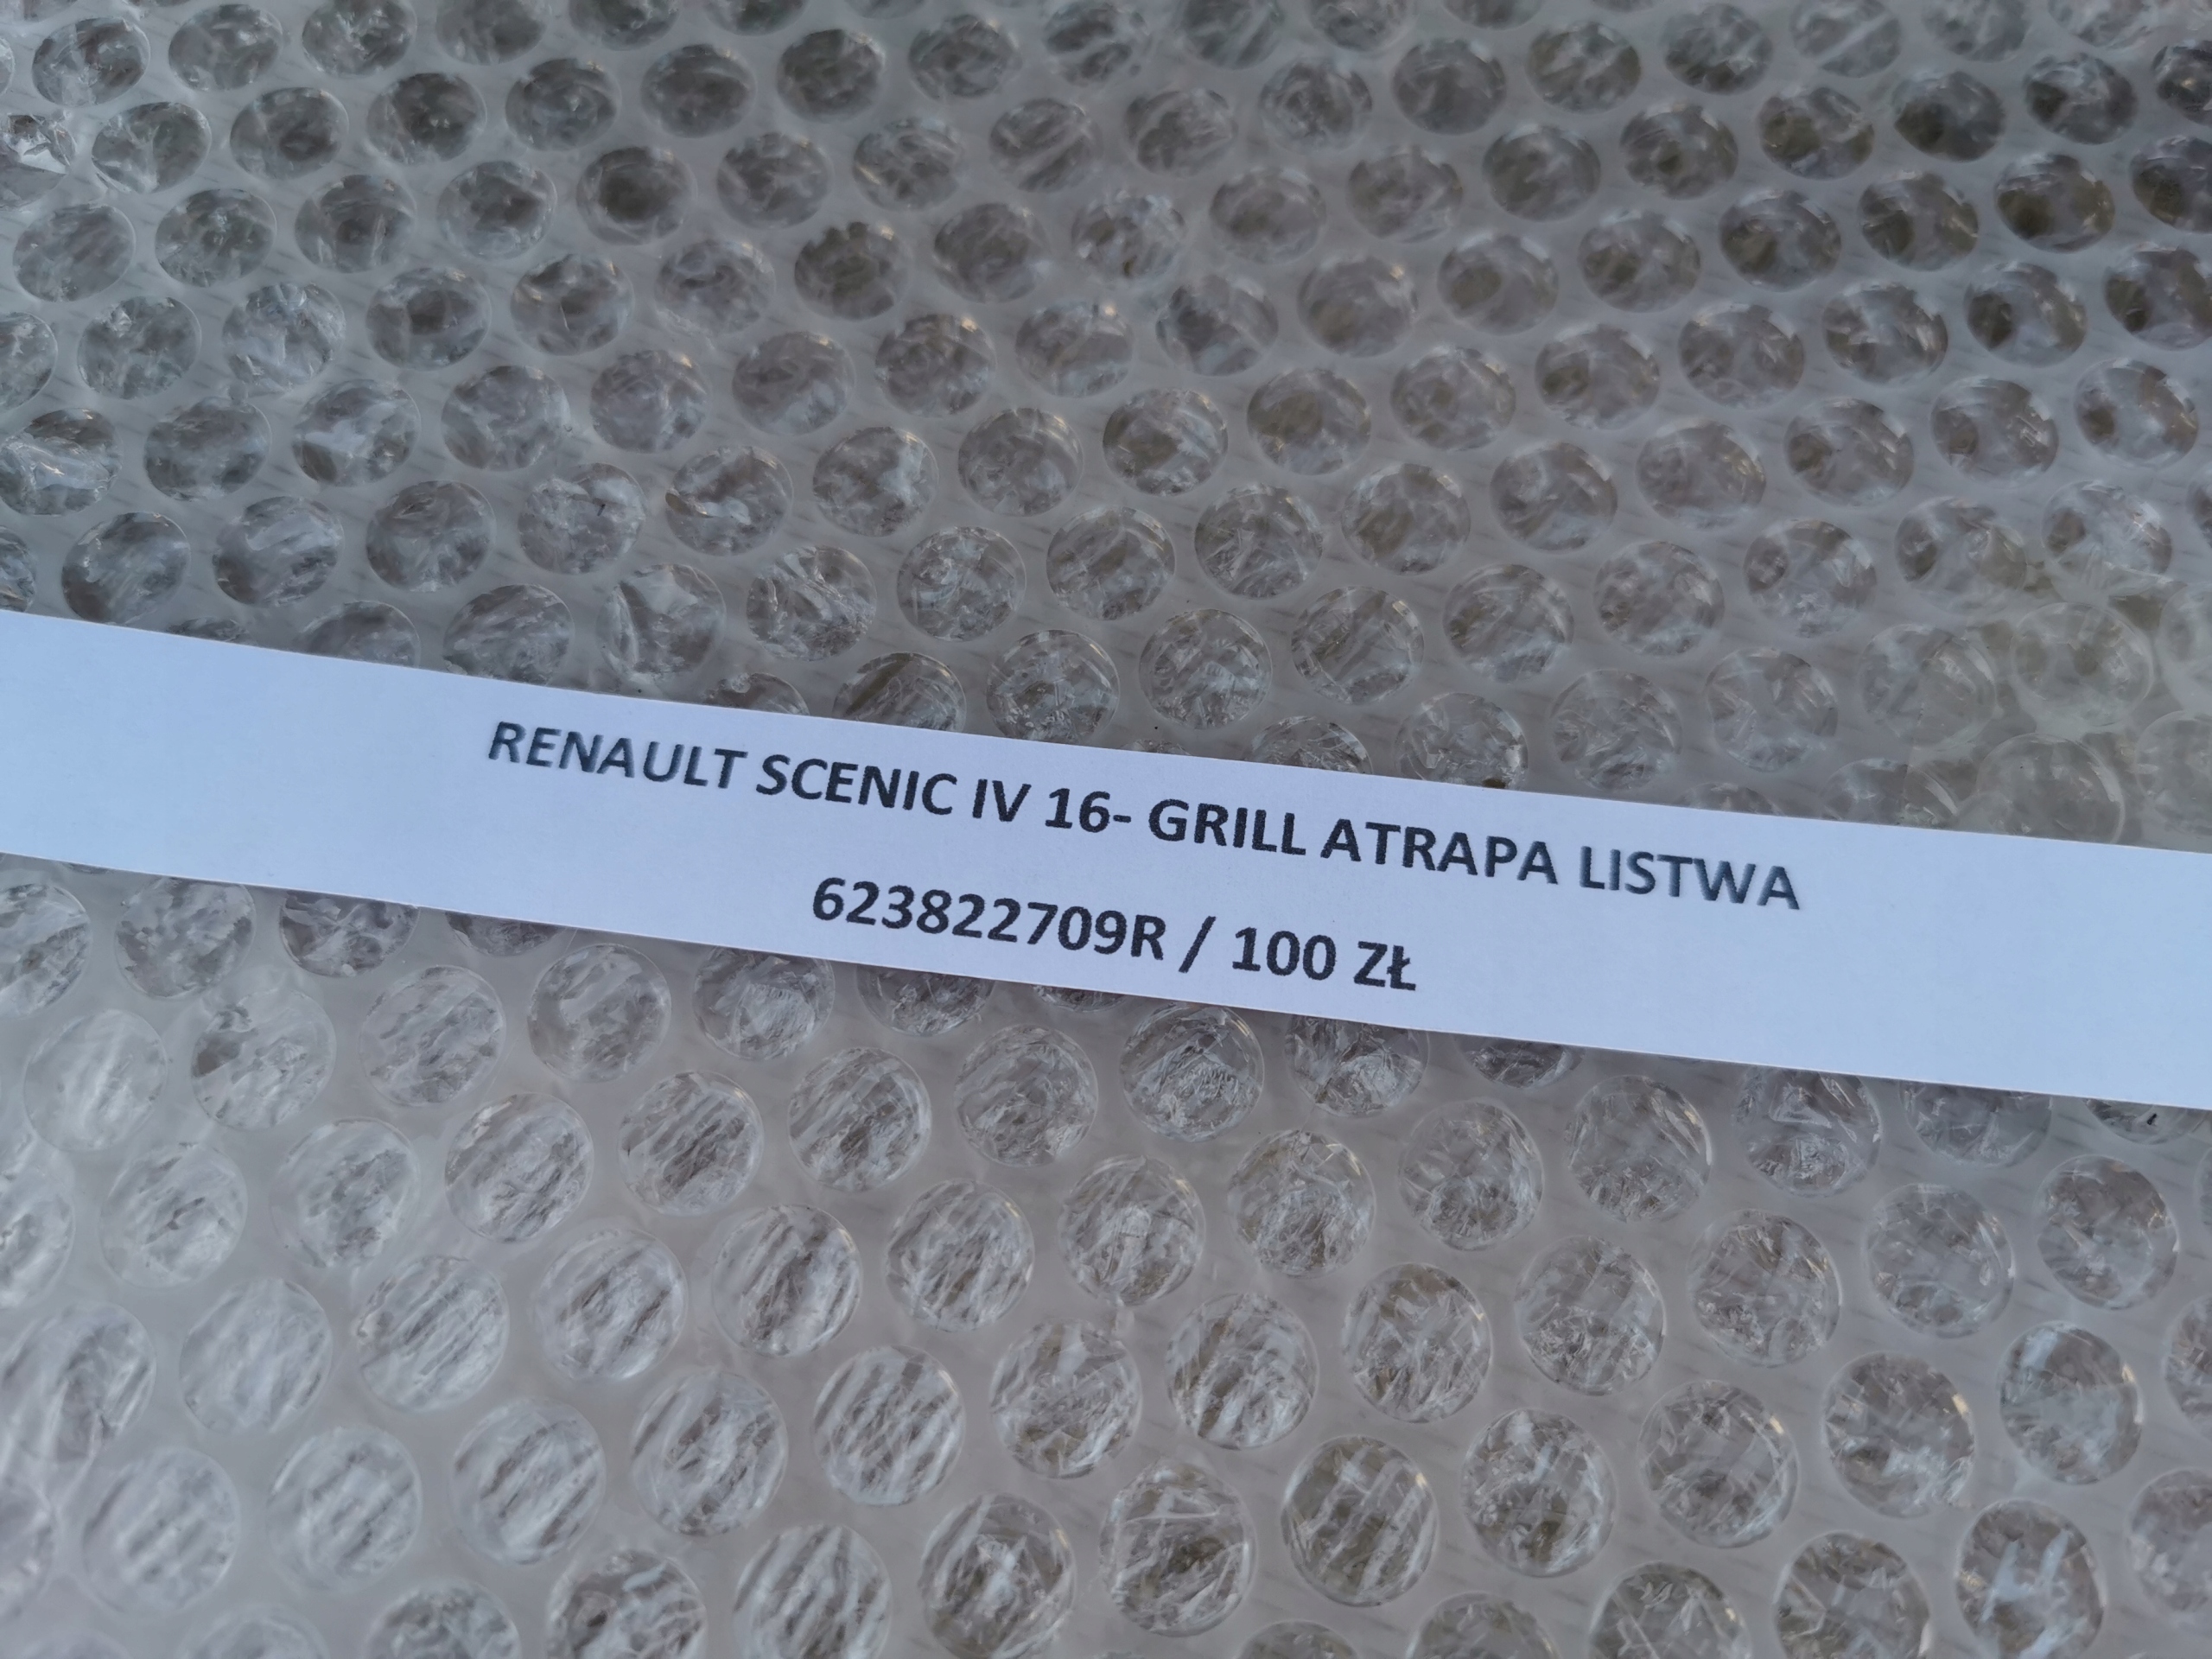 RENAULT SCENIC IV 16- GRILL ATRAPA LISTWA
623822709R / 100 ZŁ